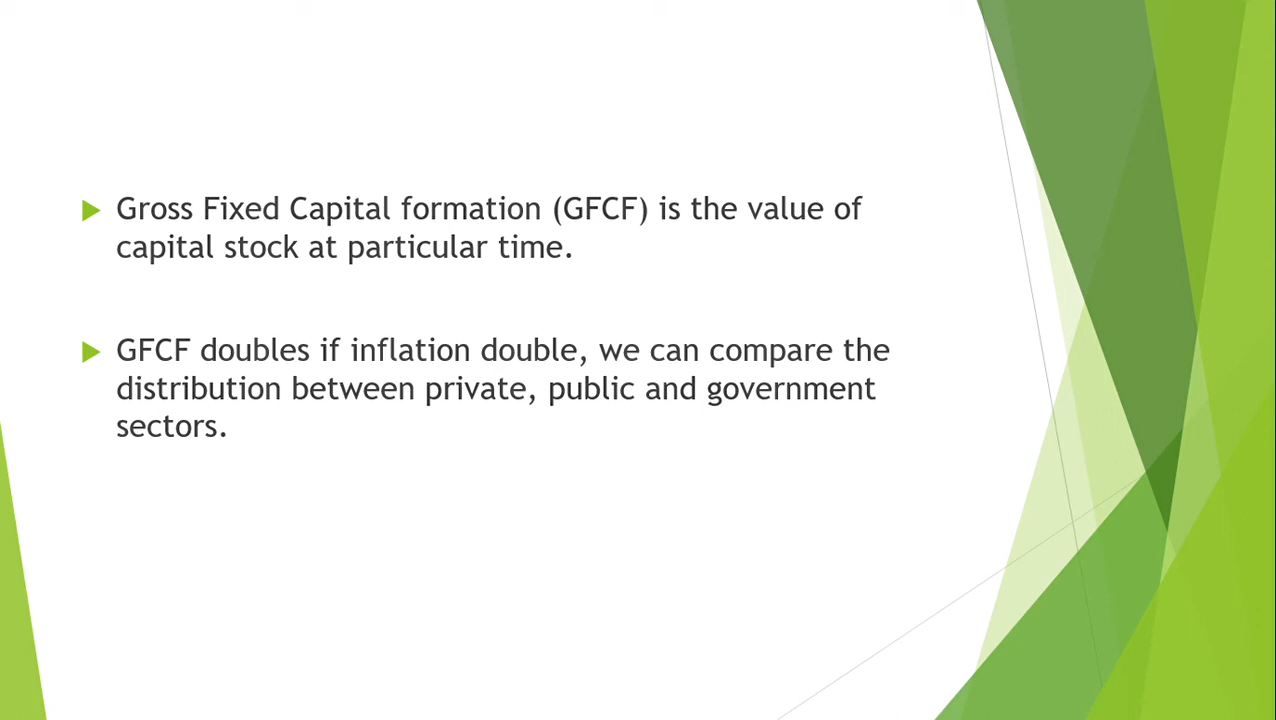 Gross Fixed Capital formation (GFCF) is the value of
capital stock at particular time.
GFCF doubles if inflation double, we can compare the
distribution between private, public and government
sectors.